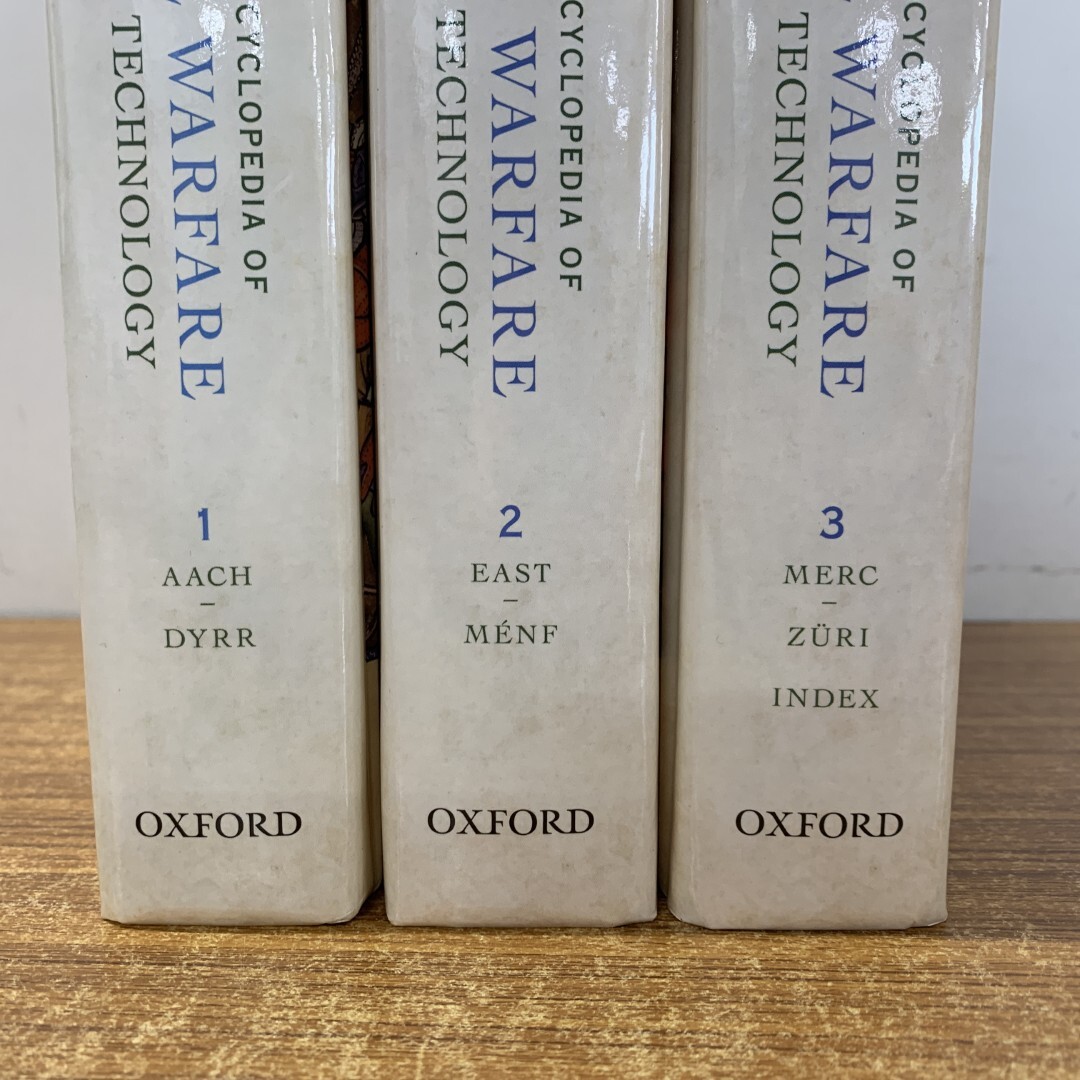 CYCLOPEDIA OF
WARFARE
TECHNOLOGY
1
AACH
–
DYRR
OXFORD
CYCLOPEDIA OF
WARFARE
TECHNOLOGY
2
EAST
–
MÉNF
OXFORD
CYCLOPEDIA OF
WARFARE
TECHNOLOGY
3
MERC
–
ZÜRI
INDEX
OXFORD